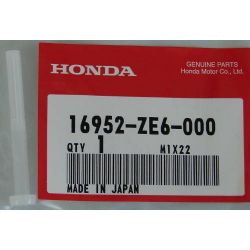 GENUINE PARTS
HONDA
Honda Motor Co., Ltd.
16952-ZE6-000
QTY 1 M1X22
MADE IN JAPAN